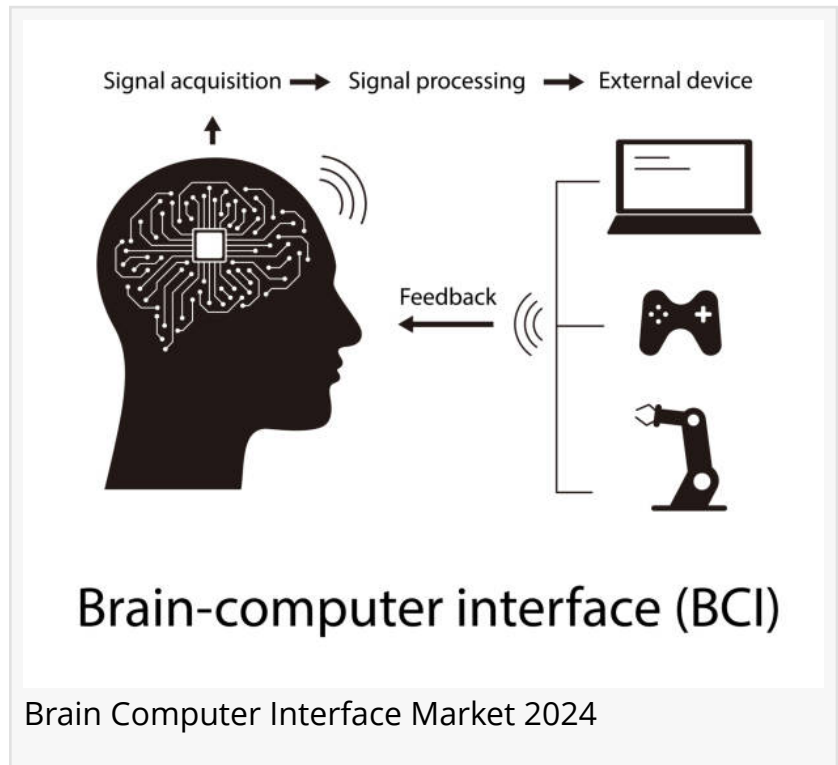 Signal acquisition → Signal processing → External device
Feedback
Brain-computer interface (BCI)
Brain Computer Interface Market 2024